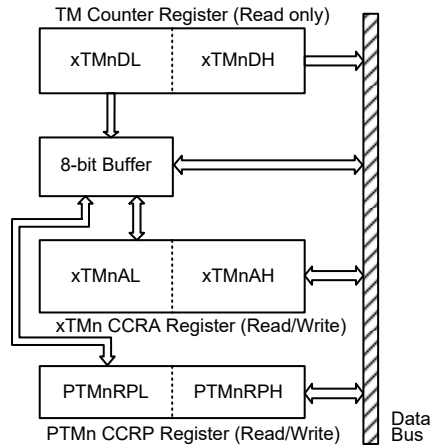 TM Counter Register (Read only)
xTMnDL xTMnDH
8-bit Buffer
xTMnAL xTMnAH
xTMn CCRA Register (Read/Write)
PTMnRPL PTMnRPH
PTMn CCRP Register (Read/Write)
Data
Bus